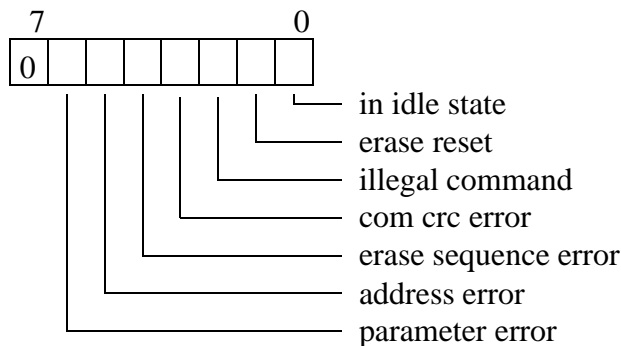 7 0
0
in idle state
erase reset
illegal command
com crc error
erase sequence error
address error
parameter error